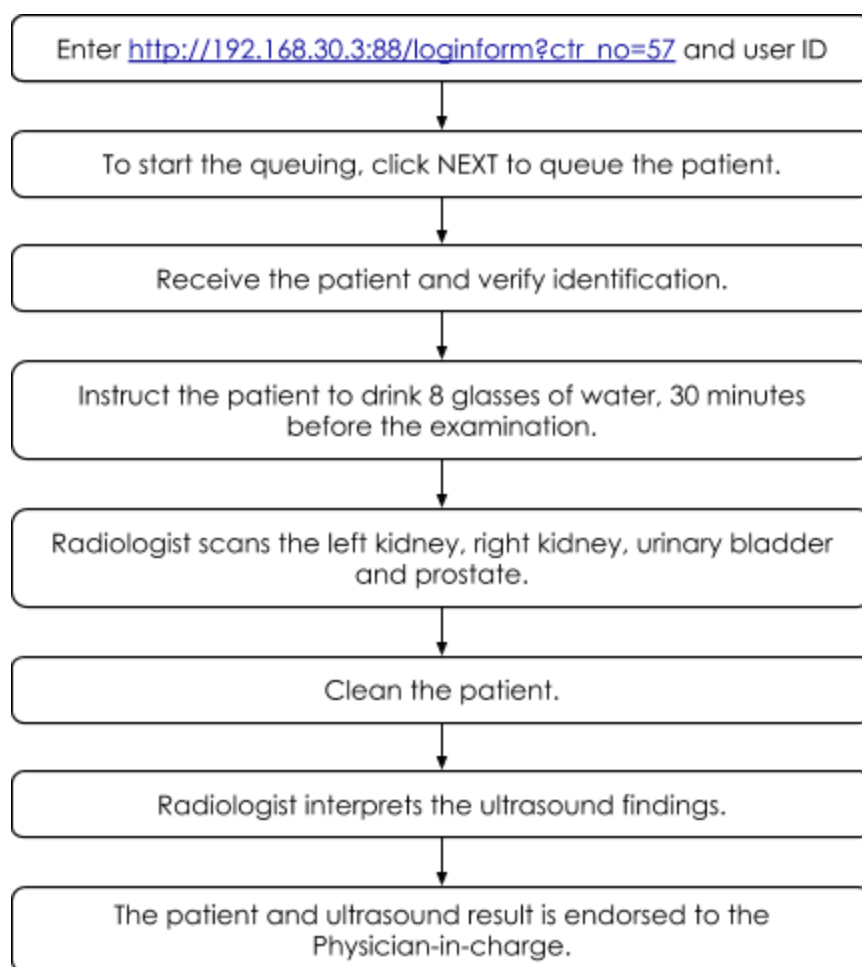 Enter http://192.168.30.3:88/loginform?ctr_no=57 and user ID
To start the queuing, click NEXT to queue the patient.
Receive the patient and verify identification.
Instruct the patient to drink 8 glasses of water, 30 minutes
before the examination.
Radiologist scans the left kidney, right kidney, urinary bladder
and prostate.
Clean the patient.
Radiologist interprets the ultrasound findings.
The patient and ultrasound result is endorsed to the
Physician-in-charge.